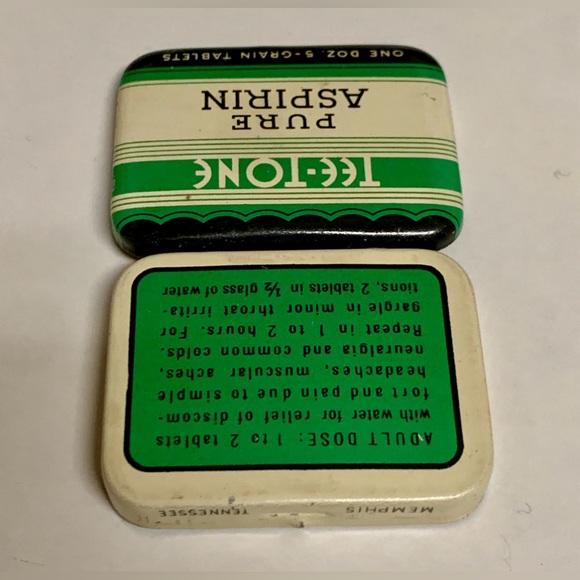 MEMPHIS TENNESSEE
ADULT DOSE: 1 to 2 tablets
with water for relief of discom-
fort and pain due to simple
headaches, muscular, aches,
neuralgia and common colds.
Repeat in 1 to 2 hours. For
gargle in minor throat irrita-
tions, 2 tablets in ½ glass of water
TEE-TONE
PURE
ASPIRIN
ONE DOZ. 5-GRAIN TABLETS